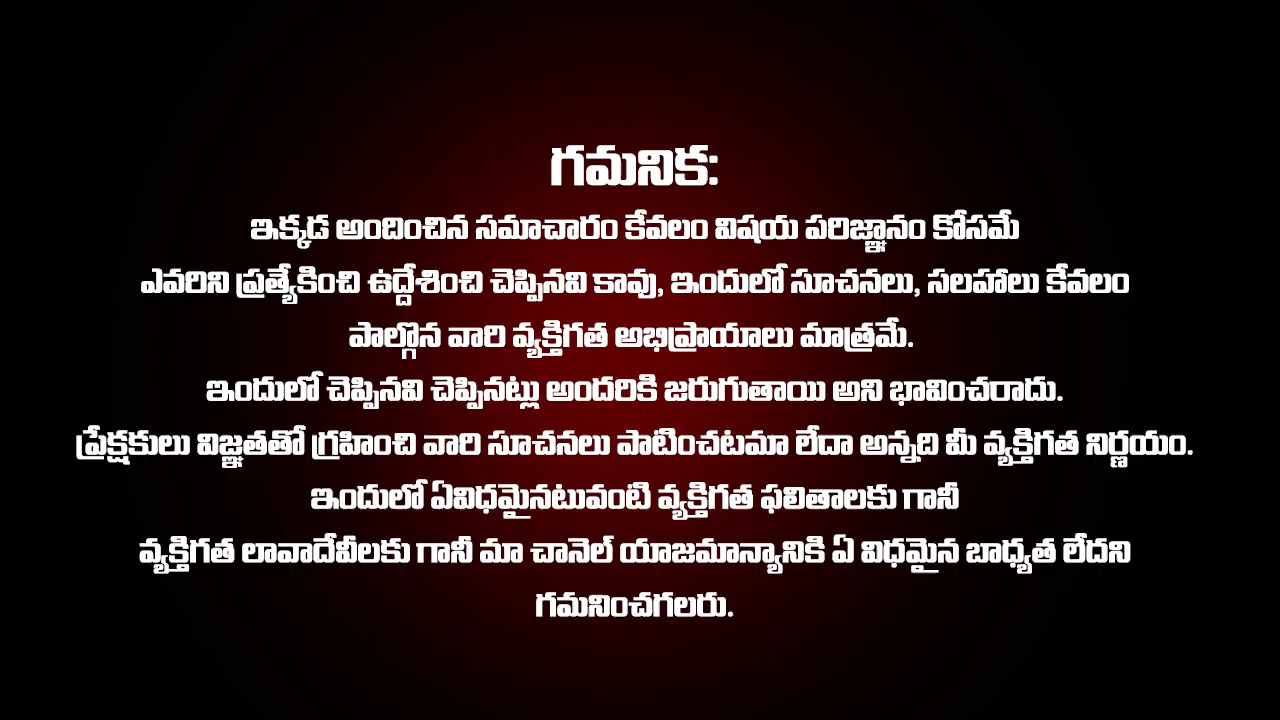 గమనిక:
ఇక్కడ అందించిన సమాచారం కేవలం విషయ పరిజ్ఞానం కోసమే
ఎవరిని ప్రత్యేకించి ఉద్దేశించి చెప్పినవి కావు, ఇందులో సూచనలు, సలహాలు కేవలం
పాల్గొన వారి వ్యక్తిగత అభిప్రాయాలు మాత్రమే.
ఇందులో చెప్పినవి చెప్పినట్లు అందరికి జరుగుతాయి అని భావించరాదు.
ప్రేక్షకులు విజ్ఞతతో గ్రహించి వారి సూచనలు పాటించటమా లేదా అన్నది మీ వ్యక్తిగత నిర్ణయం.
ఇందులో ఏవిధమైనటువంటి వ్యక్తిగత ఫలితాలకు గానీ
వ్యక్తిగత లావాదేవీలకు గానీ మా చానెల్ యాజమాన్యానికి ఏ విధమైన బాధ్యత లేదని
గమనించగలరు.